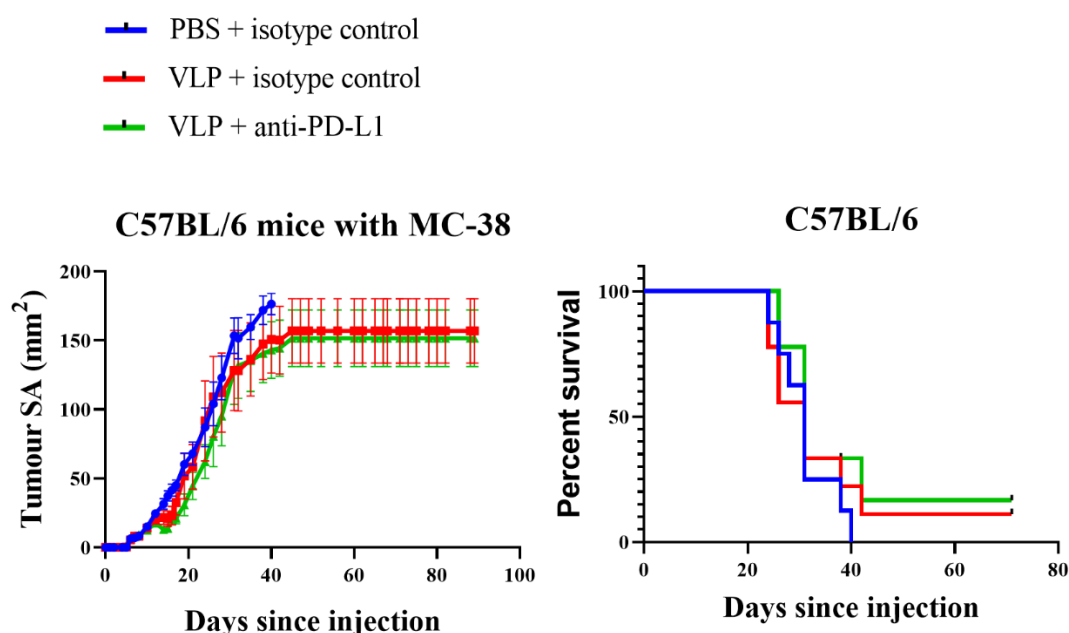 PBS + isotype control
VLP + isotype control
VLP + anti-PD-L1
C57BL/6 mice with MC-38
Tumour SA (mm²)
200
150
100
50
0
0 20 40 60 80 100
Days since injection
C57BL/6
Percent survival
100
50
0
0 20 40 60 80
Days since injection